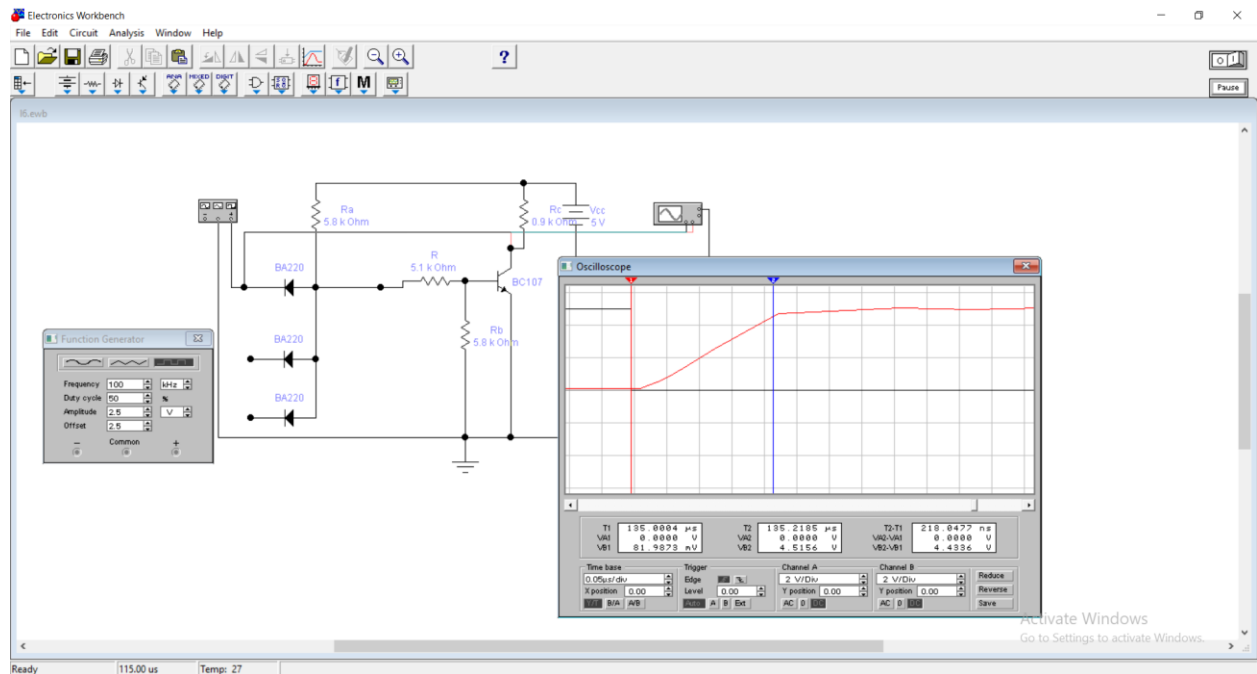 Electronics Workbench
File Edit Circuit Analysis Window Help
?
ANA MIXED DIGIT
M
Pause
l6.ewb
Ra
5.8 k Ohm
Rc
0.9 k Ohm
Vcc
5 V
R
5.1 k Ohm
BA220
BC107
BA220
Rb
5.8 k Ohm
BA220
Function Generator
Frequency 100 kHz
Duty cycle 50 %
Amplitude 2.5 V
Offset 2.5
− Common +
Oscilloscope
T1 135.0004 µs T2 135.2185 µs T2-T1 218.0477 ns
VA1 0.0000 V VA2 0.0000 V VA2-VA1 0.0000 V
VB1 81.9873 mV VB2 4.5156 V VB2-VB1 4.4336 V
Time base Trigger Channel A Channel B
0.05µs/div Edge 2 V/Div 2 V/Div Reduce
X position 0.00 Level 0.00 Y position 0.00 Y position 0.00 Reverse
Y/T B/A A/B Auto A B Ext AC 0 DC AC 0 DC Save
Activate Windows
Go to Settings to activate Windows.
Ready 115.00 us Temp: 27